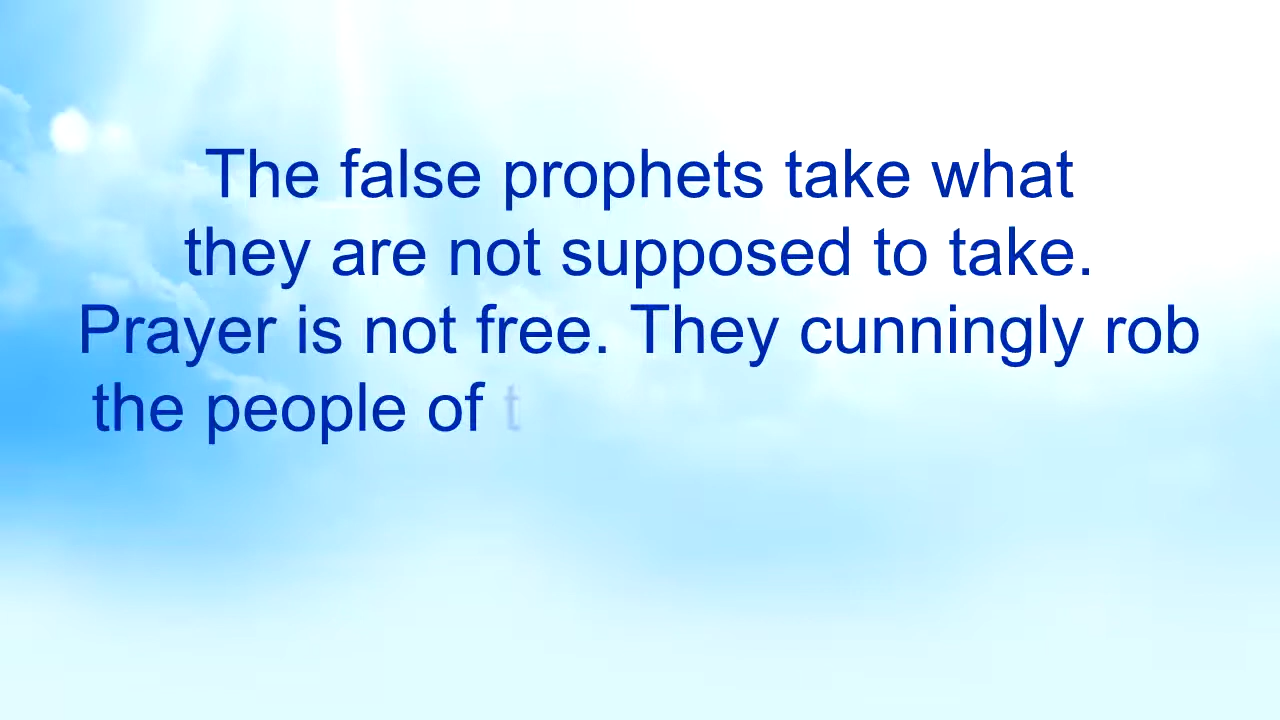 The false prophets take what
they are not supposed to take.
Prayer is not free. They cunningly rob
the people of